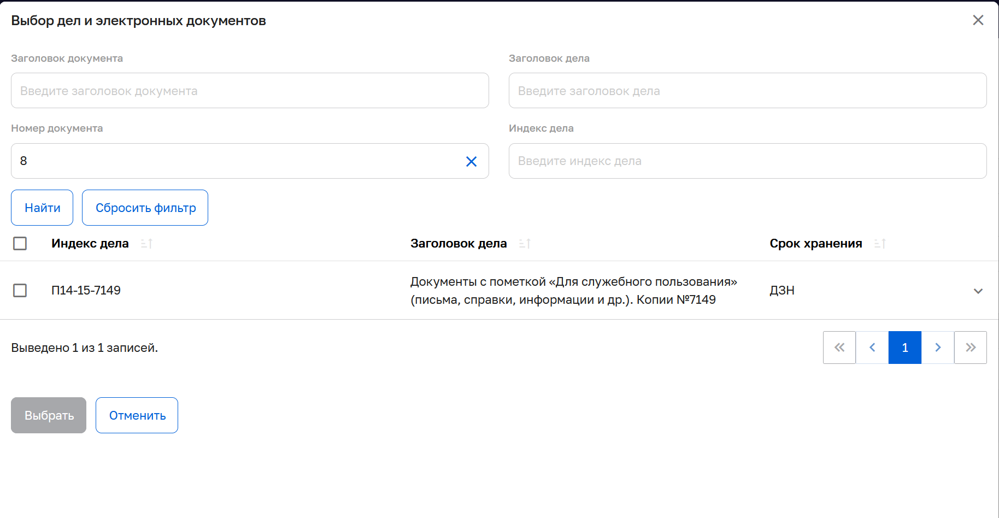 Выбор дел и электронных документов
Заголовок документа
Заголовок дела
Введите заголовок документа
Введите заголовок дела
Номер документа
Индекс дела
8
Введите индекс дела
Найти
Сбросить фильтр
Индекс дела
Заголовок дела
Срок хранения
П14-15-7149
Документы с пометкой «Для служебного пользования»
(письма, справки, информации и др.). Копии №7149
ДЗН
Выведено 1 из 1 записей.
1
Выбрать
Отменить